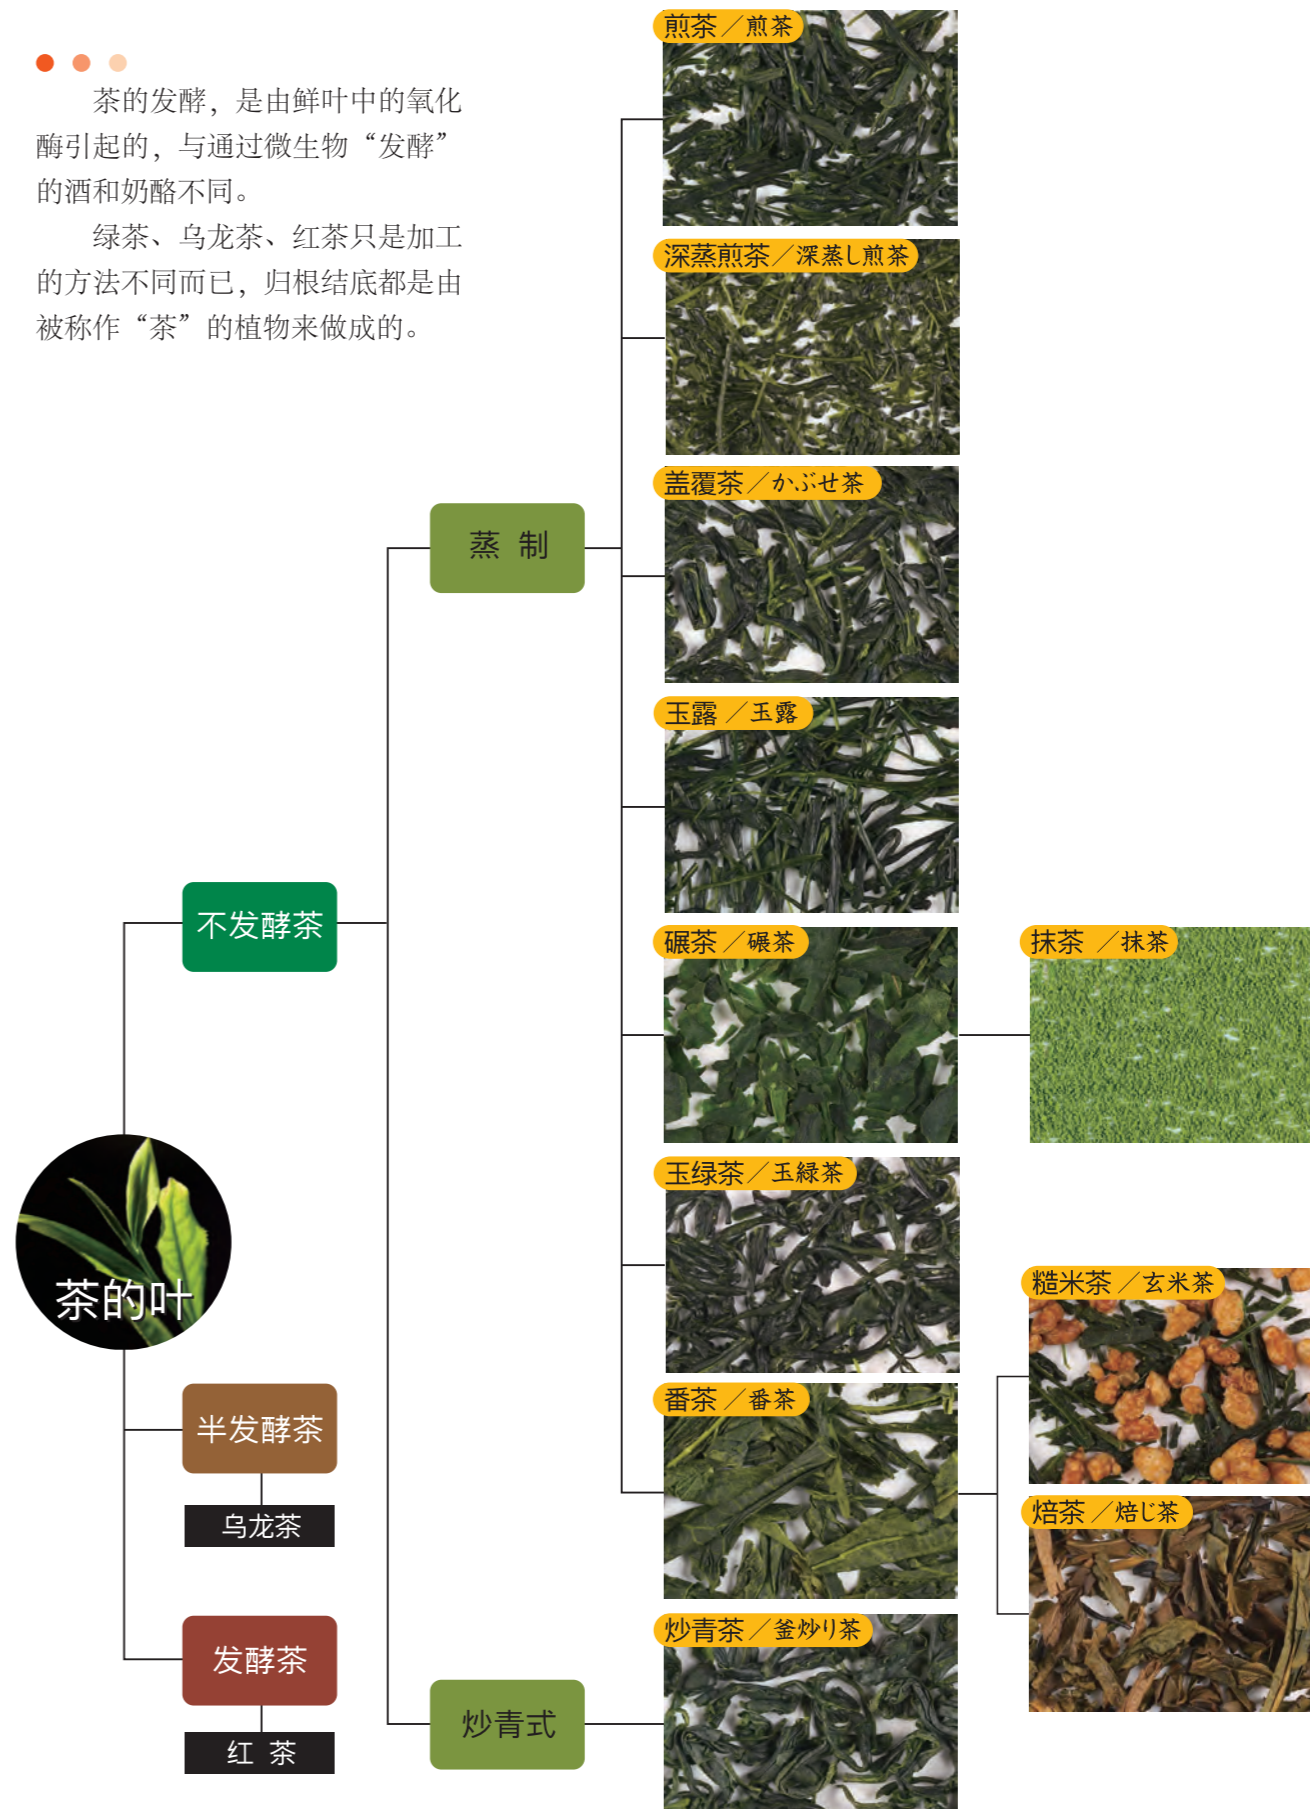 茶的发酵，是由鲜叶中的氧化
酶引起的，与通过微生物“发酵”
的酒和奶酪不同。
绿茶、乌龙茶、红茶只是加工
的方法不同而已，归根结底都是由
被称作“茶”的植物来做成的。
煎茶／煎茶
深蒸煎茶／深蒸し煎茶
盖覆茶／かぶせ茶
蒸 制
玉露 ／玉露
不发酵茶
碾茶 ／碾茶
抹茶 ／抹茶
玉绿茶／玉緑茶
茶的叶
糙米茶 ／玄米茶
番茶 ／番茶
半发酵茶
乌龙茶
焙茶 ／焙じ茶
炒青茶 ／釜炒り茶
发酵茶
红 茶
炒青式